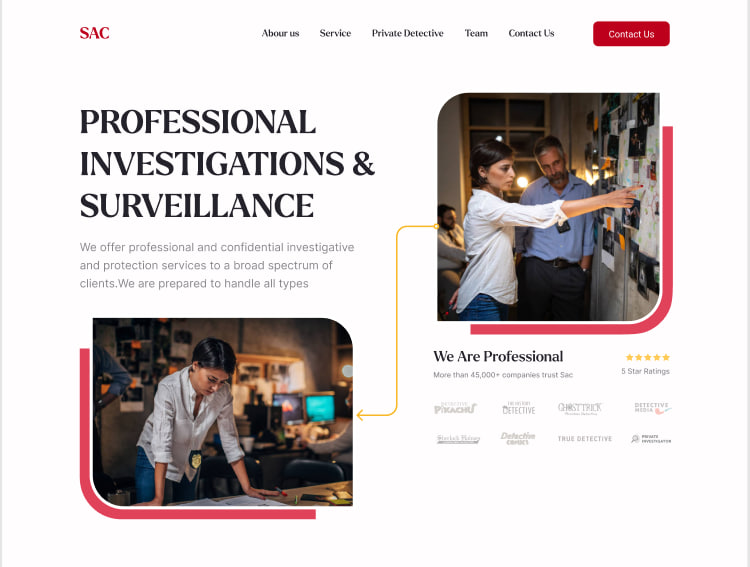 SAC
About us
Service
Private Detective
Team
Contact Us
Contact Us
PROFESSIONAL
INVESTIGATIONS &
SURVEILLANCE
We offer professional and confidential investigative
and protection services to a broad spectrum of
clients.We are prepared to handle all types
We Are Professional
More than 45,000+ companies trust Sac
5 Star Ratings
DETECTIVE
PIKACHU
THE HISTORY
DETECTIVE
GHOST TRICK
DETECTIVE
MEDIA
Sherlock Holmes
Detective
COMICS
TRUE DETECTIVE
PRIVATE
INVESTIGATOR